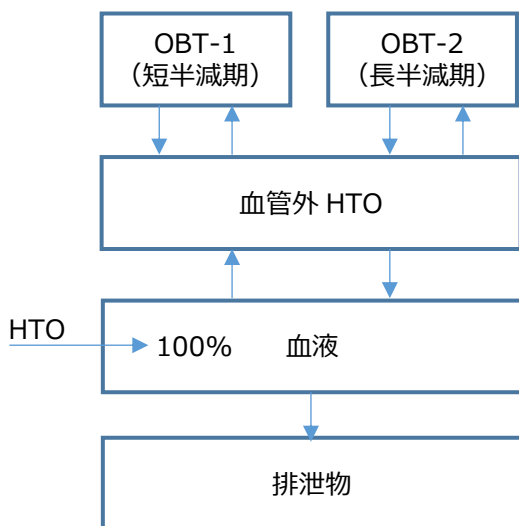 OBT-1
（短半減期）
OBT-2
（長半減期）
血管外 HTO
HTO
100%　血液
排泄物